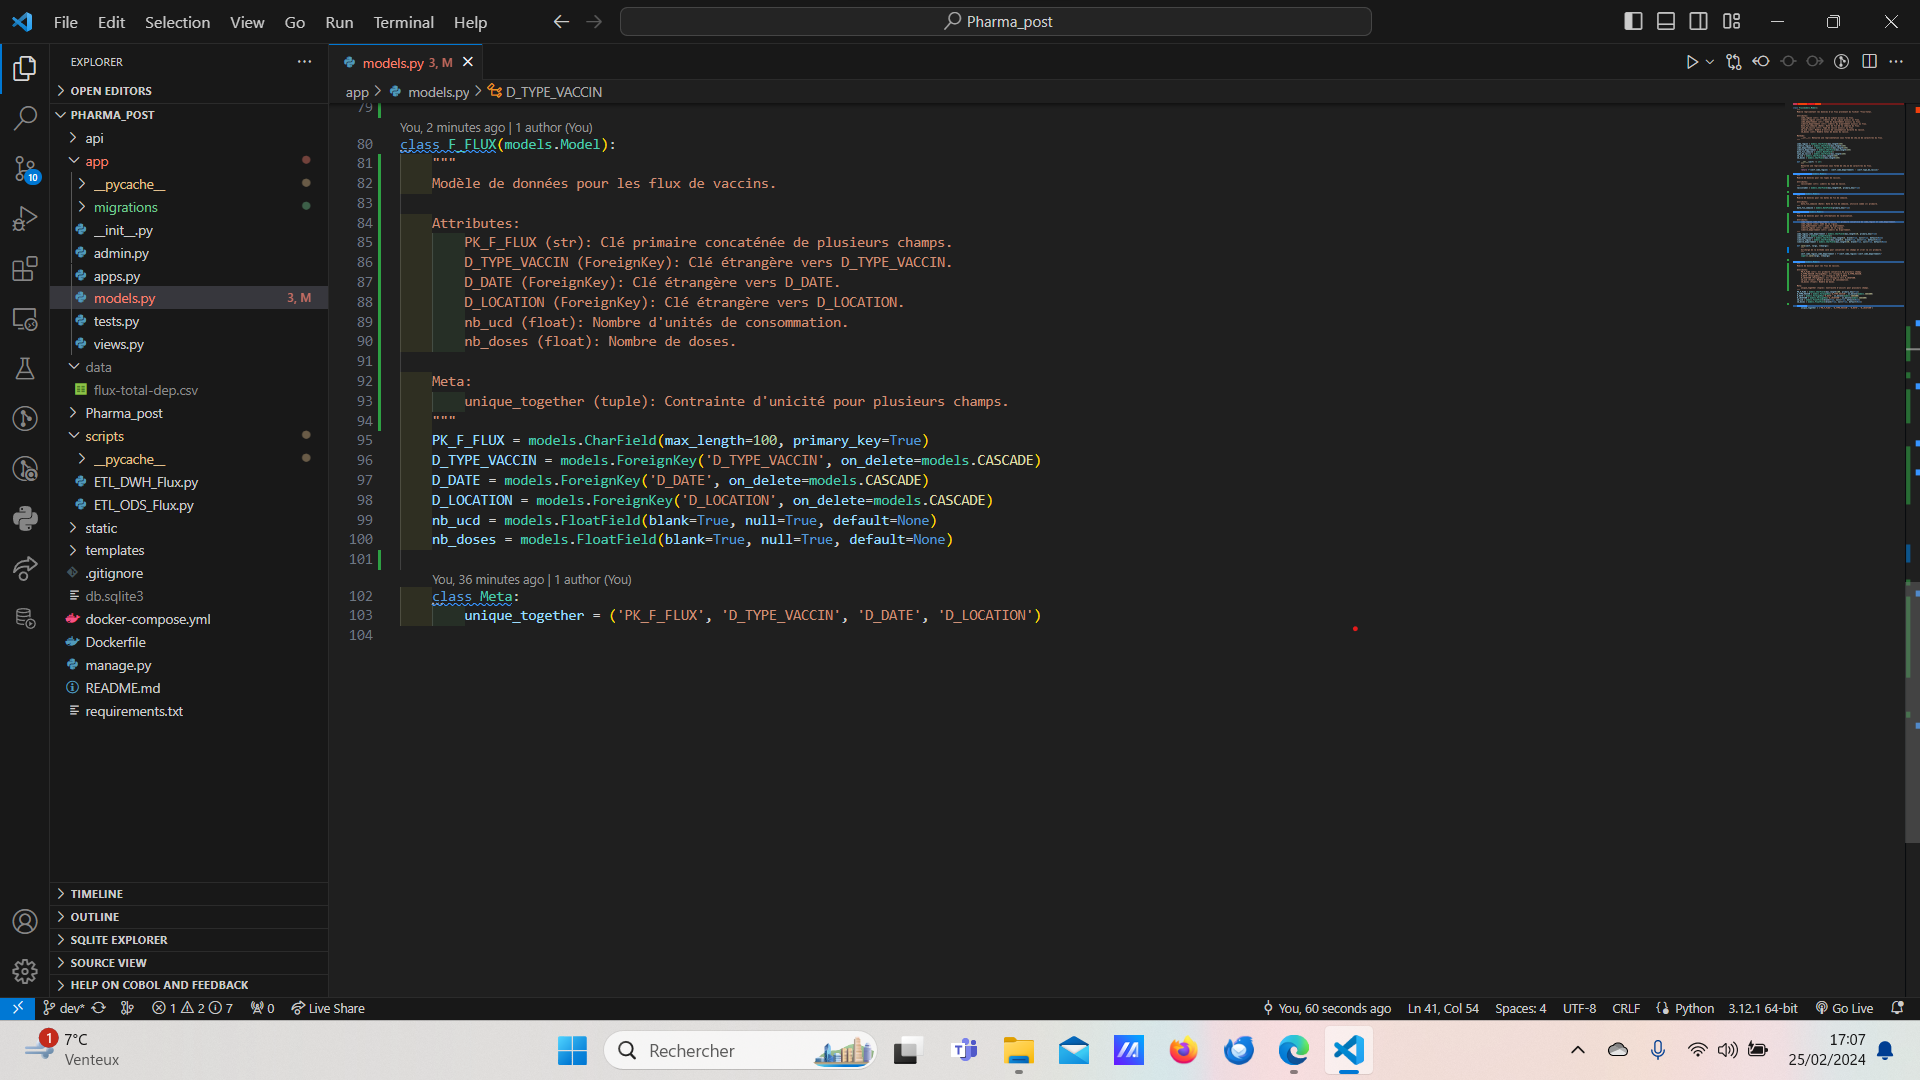 File Edit Selection View Go Run Terminal Help
Pharma_post
EXPLORER
OPEN EDITORS
PHARMA_POST
api
app
__pycache__
migrations
__init__.py
admin.py
apps.py
models.py 3, M
tests.py
views.py
data
flux-total-dep.csv
Pharma_post
scripts
__pycache__
ETL_DWH_Flux.py
ETL_ODS_Flux.py
static
templates
.gitignore
db.sqlite3
docker-compose.yml
Dockerfile
manage.py
README.md
requirements.txt
TIMELINE
OUTLINE
SQLITE EXPLORER
SOURCE VIEW
HELP ON COBOL AND FEEDBACK
10
models.py 3, M
app > models.py > D_TYPE_VACCIN
79
You, 2 minutes ago | 1 author (You)
80 class F_FLUX(models.Model):
81 """
82 Modèle de données pour les flux de vaccins.
83
84 Attributes:
85 PK_F_FLUX (str): Clé primaire concaténée de plusieurs champs.
86 D_TYPE_VACCIN (ForeignKey): Clé étrangère vers D_TYPE_VACCIN.
87 D_DATE (ForeignKey): Clé étrangère vers D_DATE.
88 D_LOCATION (ForeignKey): Clé étrangère vers D_LOCATION.
89 nb_ucd (float): Nombre d'unités de consommation.
90 nb_doses (float): Nombre de doses.
91
92 Meta:
93 unique_together (tuple): Contrainte d'unicité pour plusieurs champs.
94 """
95 PK_F_FLUX = models.CharField(max_length=100, primary_key=True)
96 D_TYPE_VACCIN = models.ForeignKey('D_TYPE_VACCIN', on_delete=models.CASCADE)
97 D_DATE = models.ForeignKey('D_DATE', on_delete=models.CASCADE)
98 D_LOCATION = models.ForeignKey('D_LOCATION', on_delete=models.CASCADE)
99 nb_ucd = models.FloatField(blank=True, null=True, default=None)
100 nb_doses = models.FloatField(blank=True, null=True, default=None)
101
You, 36 minutes ago | 1 author (You)
102 class Meta:
103 unique_together = ('PK_F_FLUX', 'D_TYPE_VACCIN', 'D_DATE', 'D_LOCATION')
104
dev* 1 2 7 0 Live Share You, 60 seconds ago Ln 41, Col 54 Spaces: 4 UTF-8 CRLF Python 3.12.1 64-bit Go Live
1 7°C
Venteux
Rechercher
17:07
25/02/2024